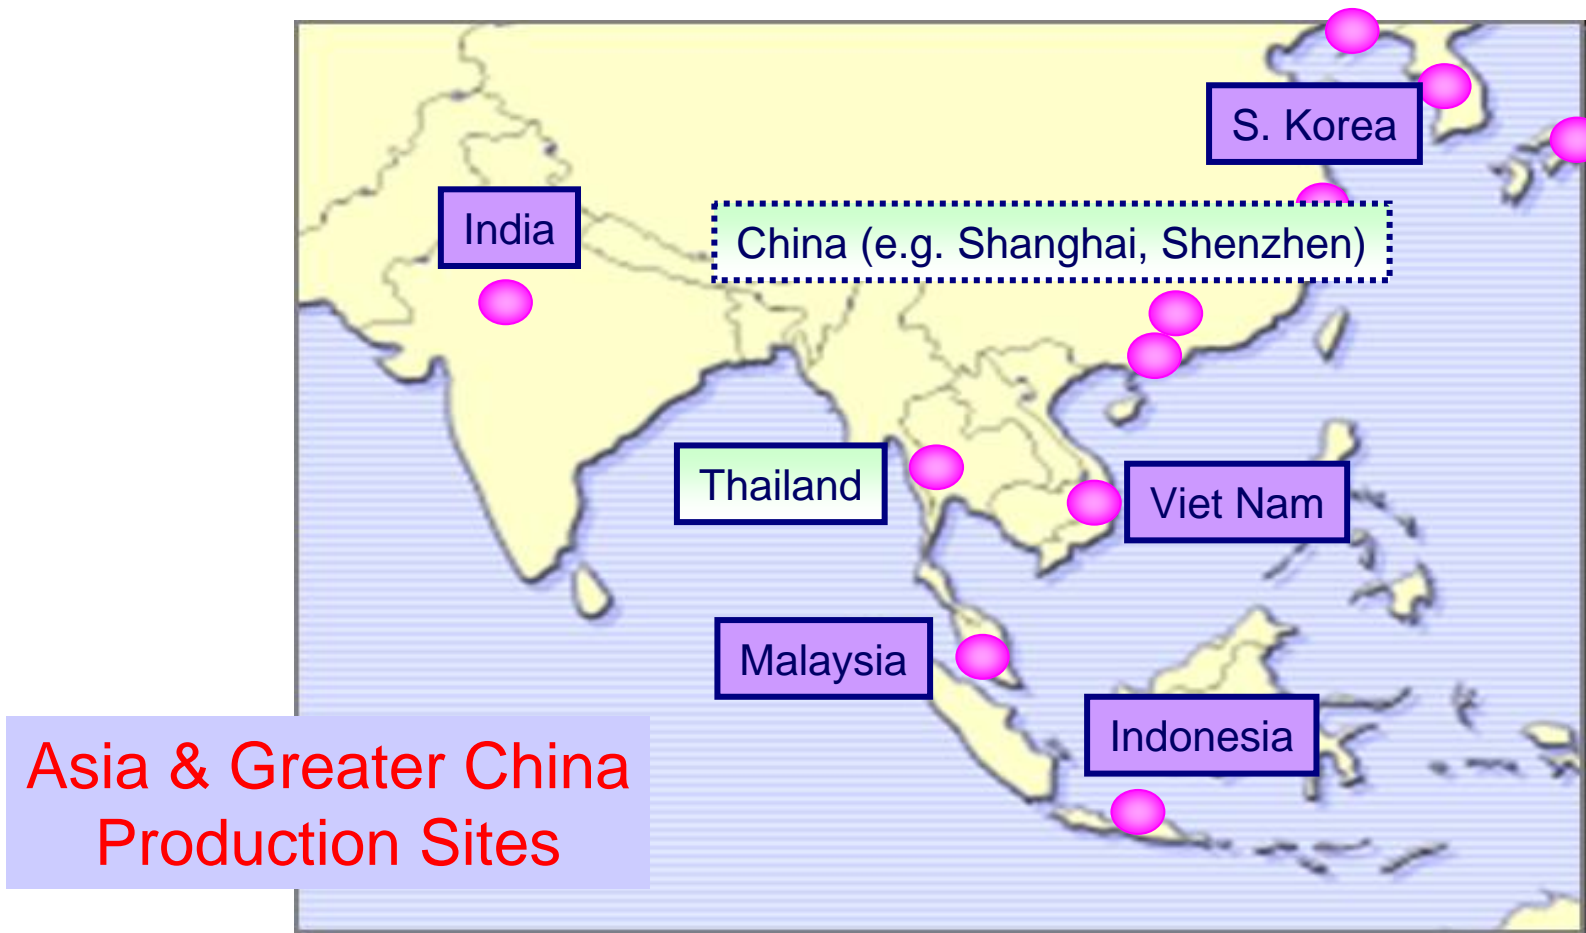 S. Korea
India
China (e.g. Shanghai, Shenzhen)
Thailand
Viet Nam
Malaysia
Indonesia
Asia & Greater China
Production Sites